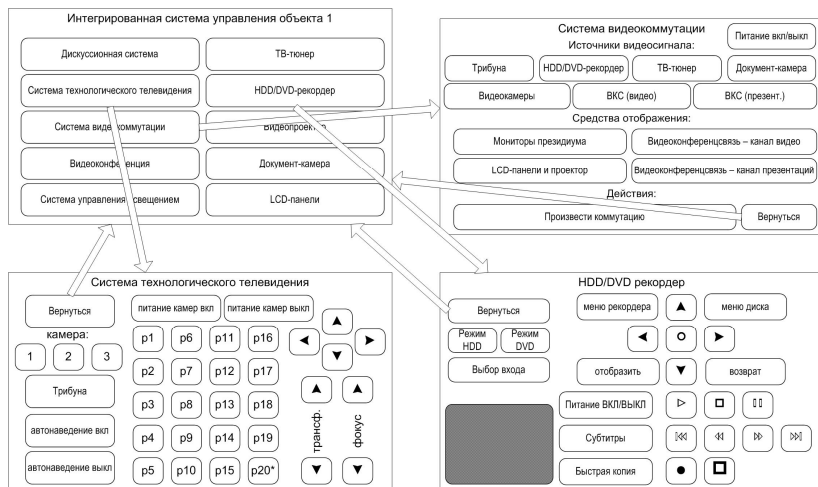 Интегрированная система управления объекта 1
Дискуссионная система
ТВ-тюнер
Система технологического телевидения
HDD/DVD-рекордер
Система видеокоммутации
Видеопроектор
Видеоконференция
Документ-камера
Система управления освещением
LCD-панели
Система видеокоммутации
Питание вкл/выкл
Источники видеосигнала:
Трибуна
HDD/DVD-рекордер
ТВ-тюнер
Документ-камера
Видеокамеры
ВКС (видео)
ВКС (презент.)
Средства отображения:
Мониторы президиума
Видеоконференцсвязь – канал видео
LCD-панели и проектор
Видеоконференцсвязь – канал презентаций
Действия:
Произвести коммутацию
Вернуться
Система технологического телевидения
Вернуться
питание камер вкл
питание камер выкл
камера:
1 2 3
Трибуна
автонаведение вкл
автонаведение выкл
p1 p6 p11 p16
p2 p7 p12 p17
p3 p8 p13 p18
p4 p9 p14 p19
p5 p10 p15 p20*
трансф.
фокус
HDD/DVD рекордер
Вернуться
меню рекордера
меню диска
Режим
HDD
Режим
DVD
Выбор входа
отобразить
возврат
Питание ВКЛ/ВЫКЛ
Субтитры
Быстрая копия